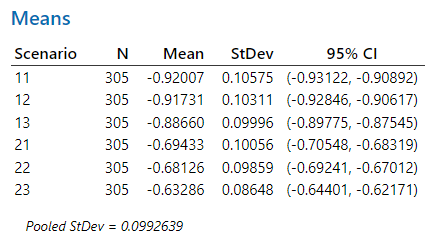 Means
Scenario N Mean StDev 95% CI
11 305 -0.92007 0.10575 (-0.93122, -0.90892)
12 305 -0.91731 0.10311 (-0.92846, -0.90617)
13 305 -0.88660 0.09996 (-0.89775, -0.87545)
21 305 -0.69433 0.10056 (-0.70548, -0.68319)
22 305 -0.68126 0.09859 (-0.69241, -0.67012)
23 305 -0.63286 0.08648 (-0.64401, -0.62171)
Pooled StDev = 0.0992639